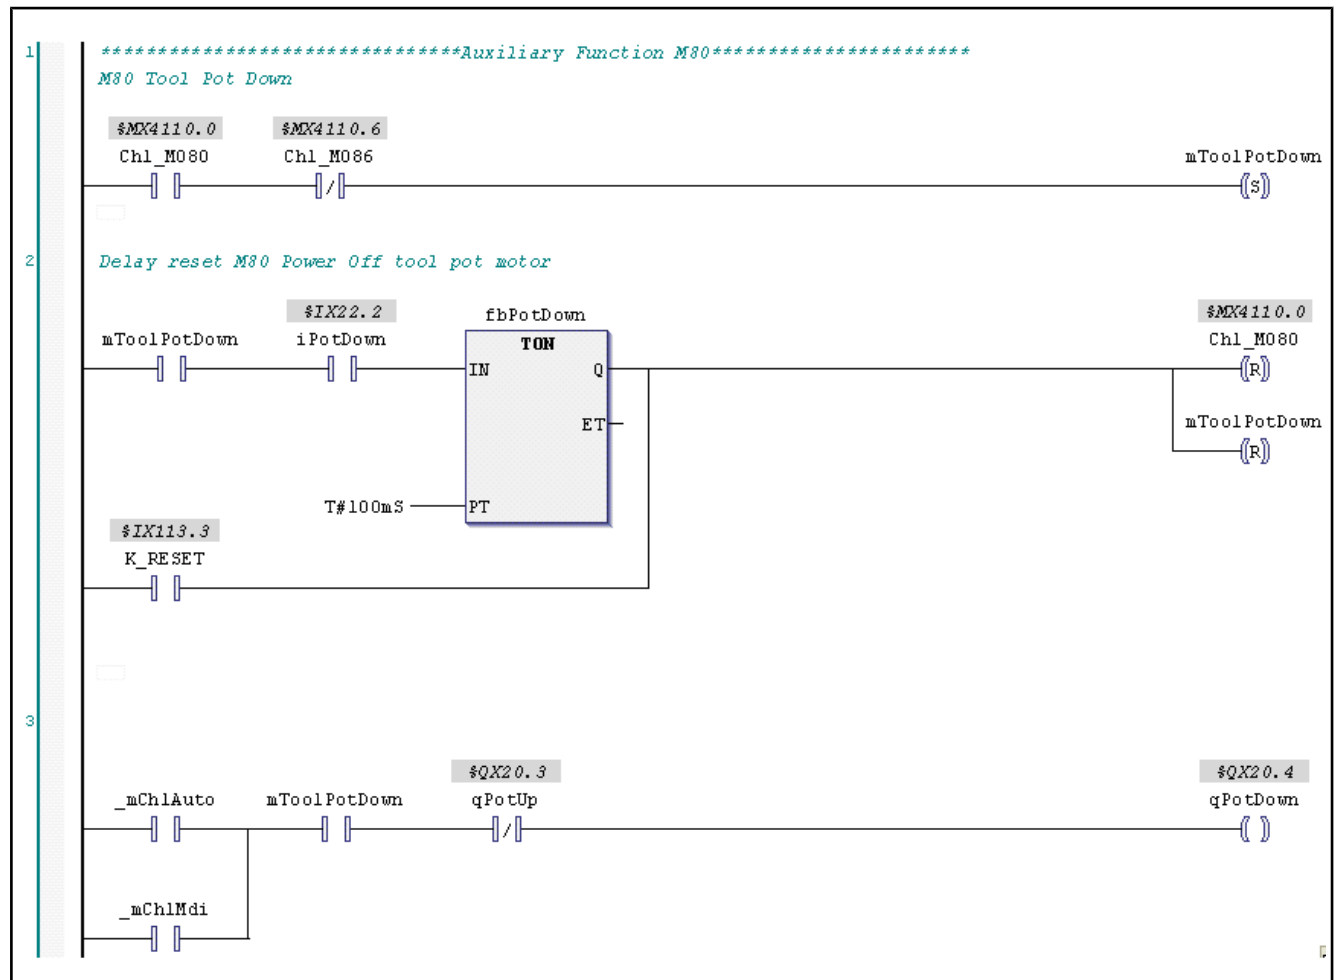 1
********************************Auxiliary Function M80***********************
M80 Tool Pot Down
%MX4110.0 %MX4110.6
Chl_M080 Chl_M086 mToolPotDown
/ S
2
Delay reset M80 Power Off tool pot motor
%IX22.2 fbPotDown %MX4110.0
mToolPotDown iPotDown TON Chl_M080
IN Q R
ET mToolPotDown
R
T#100mS PT
%IX113.3
K_RESET
3
%QX20.3 %QX20.4
_mChlAuto mToolPotDown qPotUp qPotDown
/
_mChlMdi